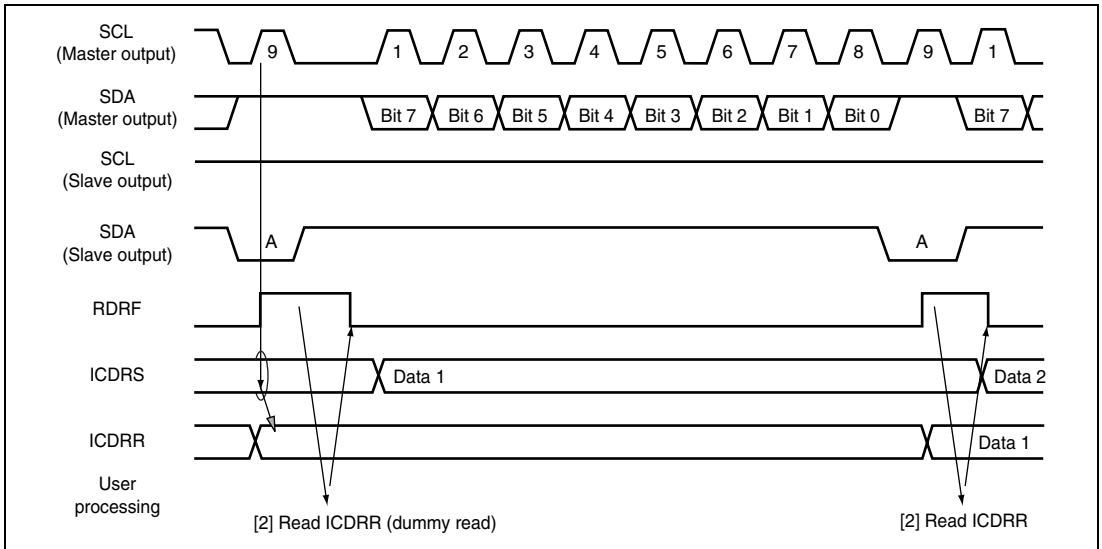 SCL
(Master output)
9 1 2 3 4 5 6 7 8 9 1
SDA
(Master output)
Bit 7 Bit 6 Bit 5 Bit 4 Bit 3 Bit 2 Bit 1 Bit 0 Bit 7
SCL
(Slave output)
SDA
(Slave output)
A A
RDRF
ICDRS
Data 1 Data 2
ICDRR
Data 1
User
processing
[2] Read ICDRR (dummy read) [2] Read ICDRR